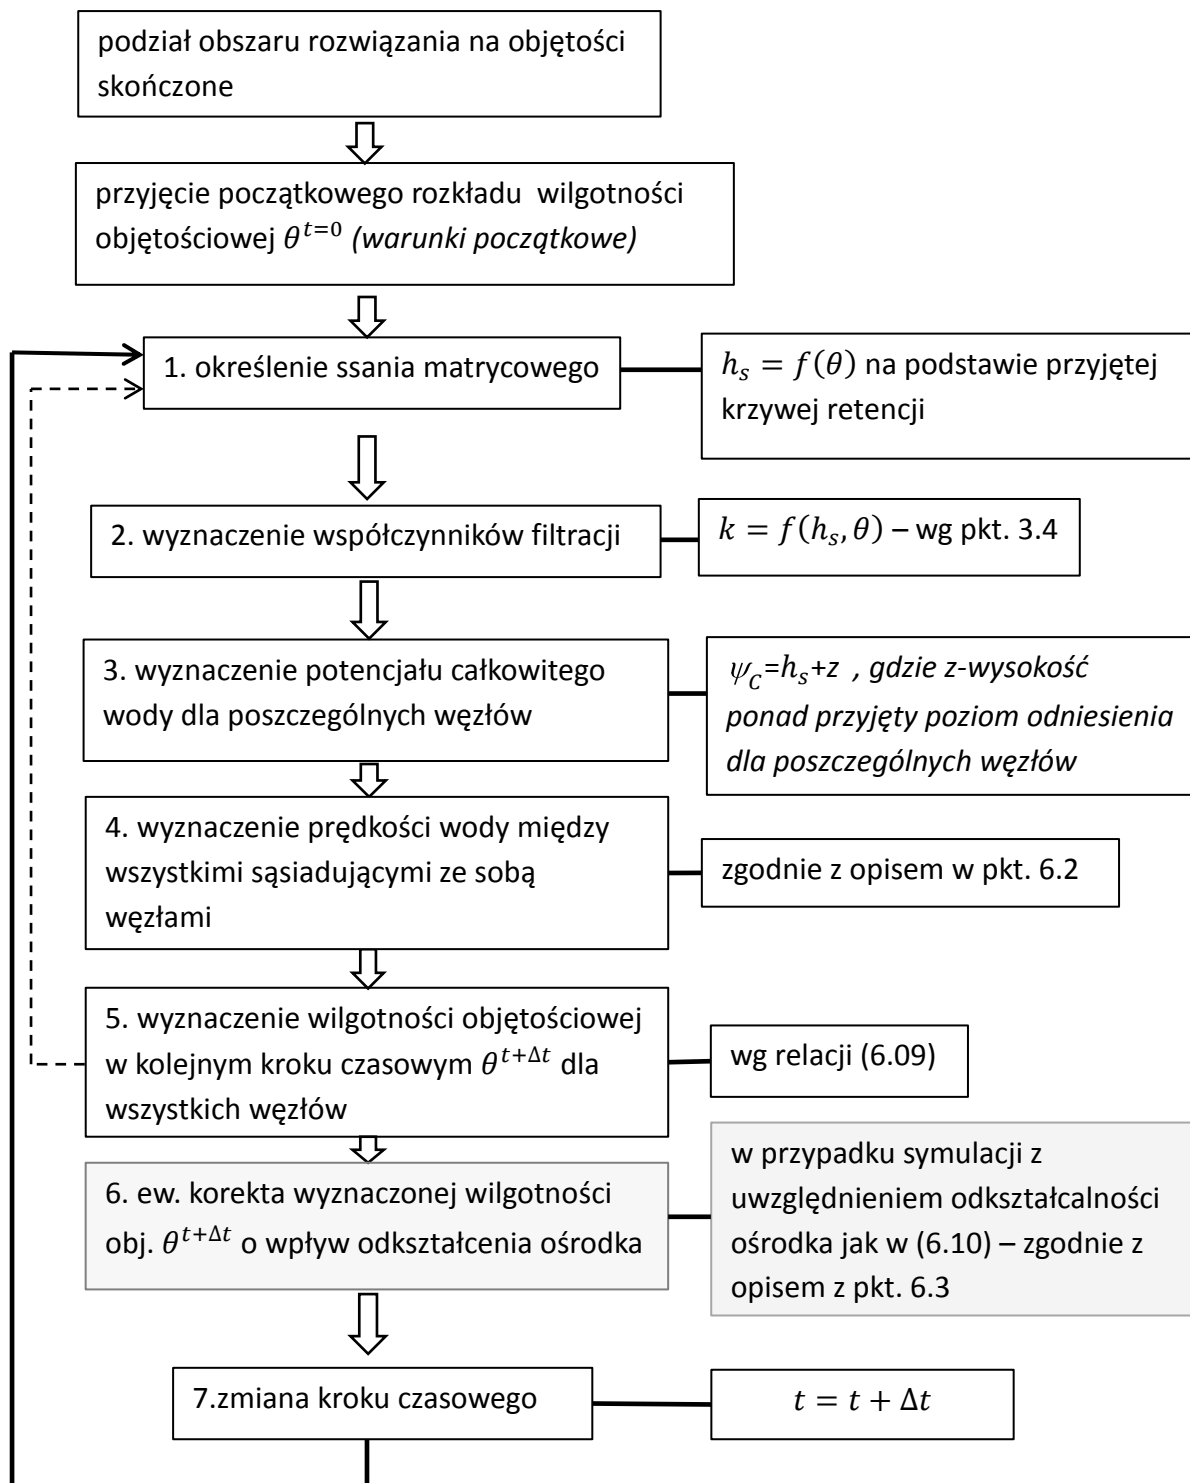 podział obszaru rozwiązania na objętości
skończone
przyjęcie początkowego rozkładu wilgotności
objętościowej θ^{t=0} (warunki początkowe)
1. określenie ssania matrycowego
h_s = f(θ) na podstawie przyjętej
krzywej retencji
2. wyznaczenie współczynników filtracji
k = f(h_s, θ) – wg pkt. 3.4
3. wyznaczenie potencjału całkowitego
wody dla poszczególnych węzłów
ψ_C=h_s+z , gdzie z-wysokość
ponad przyjęty poziom odniesienia
dla poszczególnych węzłów
4. wyznaczenie prędkości wody między
wszystkimi sąsiadującymi ze sobą
węzłami
zgodnie z opisem w pkt. 6.2
5. wyznaczenie wilgotności objętościowej
w kolejnym kroku czasowym θ^{t+Δt} dla
wszystkich węzłów
wg relacji (6.09)
6. ew. korekta wyznaczonej wilgotności
obj. θ^{t+Δt} o wpływ odkształcenia ośrodka
w przypadku symulacji z
uwzględnieniem odkształcalności
ośrodka jak w (6.10) – zgodnie z
opisem z pkt. 6.3
7.zmiana kroku czasowego
t = t + Δt